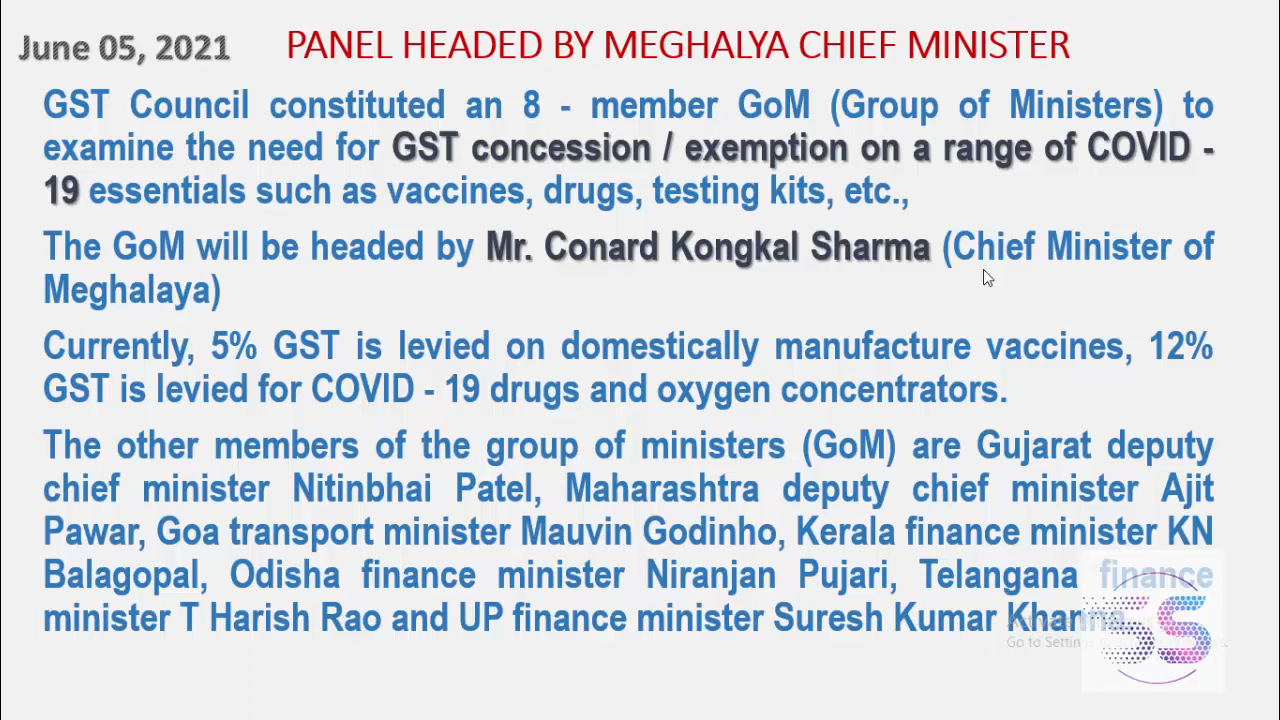 June 05, 2021 PANEL HEADED BY MEGHALYA CHIEF MINISTER
GST Council constituted an 8 - member GoM (Group of Ministers) to
examine the need for GST concession / exemption on a range of COVID -
19 essentials such as vaccines, drugs, testing kits, etc.,
The GoM will be headed by Mr. Conard Kongkal Sharma (Chief Minister of
Meghalaya)
Currently, 5% GST is levied on domestically manufacture vaccines, 12%
GST is levied for COVID - 19 drugs and oxygen concentrators.
The other members of the group of ministers (GoM) are Gujarat deputy
chief minister Nitinbhai Patel, Maharashtra deputy chief minister Ajit
Pawar, Goa transport minister Mauvin Godinho, Kerala finance minister KN
Balagopal, Odisha finance minister Niranjan Pujari, Telangana finance
minister T Harish Rao and UP finance minister Suresh Kumar Khanna.
Go to
SS